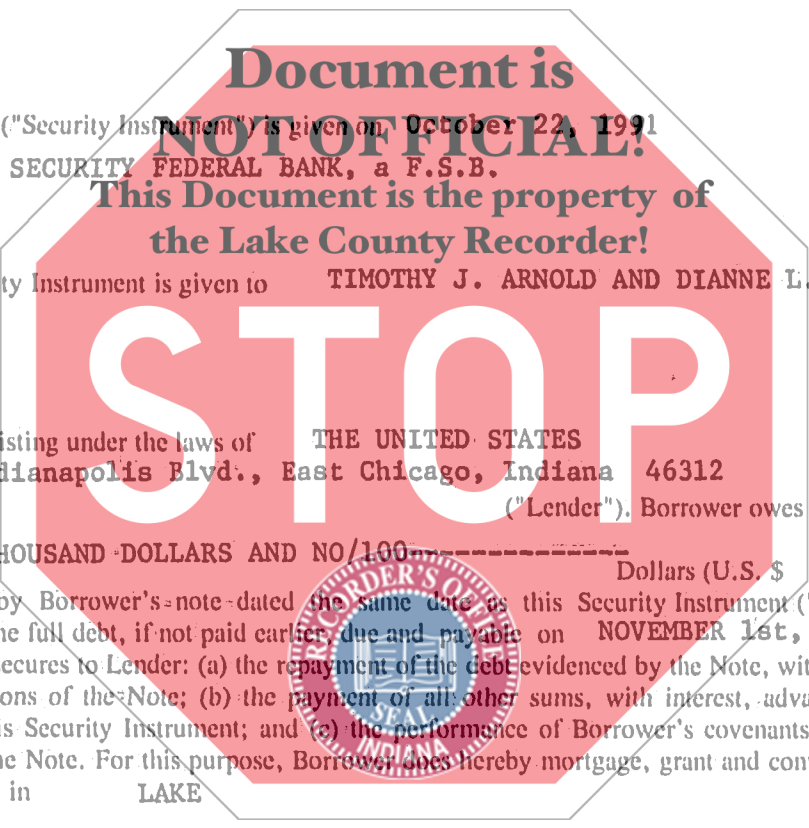 Document is
("Security Instrument") is given on October 22, 1991
NOT OFFICIAL!
SECURITY FEDERAL BANK, a F.S.B.
This Document is the property of
the Lake County Recorder!
ty Instrument is given to TIMOTHY J. ARNOLD AND DIANNE L.
STOP
isting under the laws of THE UNITED STATES
dianapolis Blvd., East Chicago, Indiana 46312
("Lender"). Borrower owes
HOUSAND DOLLARS AND NO/100--------------
Dollars (U.S. $
by Borrower's note dated the same date as this Security Instrument ("
he full debt, if not paid earlier, due and payable on NOVEMBER 1st,
secures to Lender: (a) the repayment of the debt evidenced by the Note, wit
ons of the Note; (b) the payment of all other sums, with interest, adva
is Security Instrument; and (c) the performance of Borrower's covenants
he Note. For this purpose, Borrower does hereby mortgage, grant and con
in LAKE
RECORDER'S OFFICE
SEAL
INDIANA